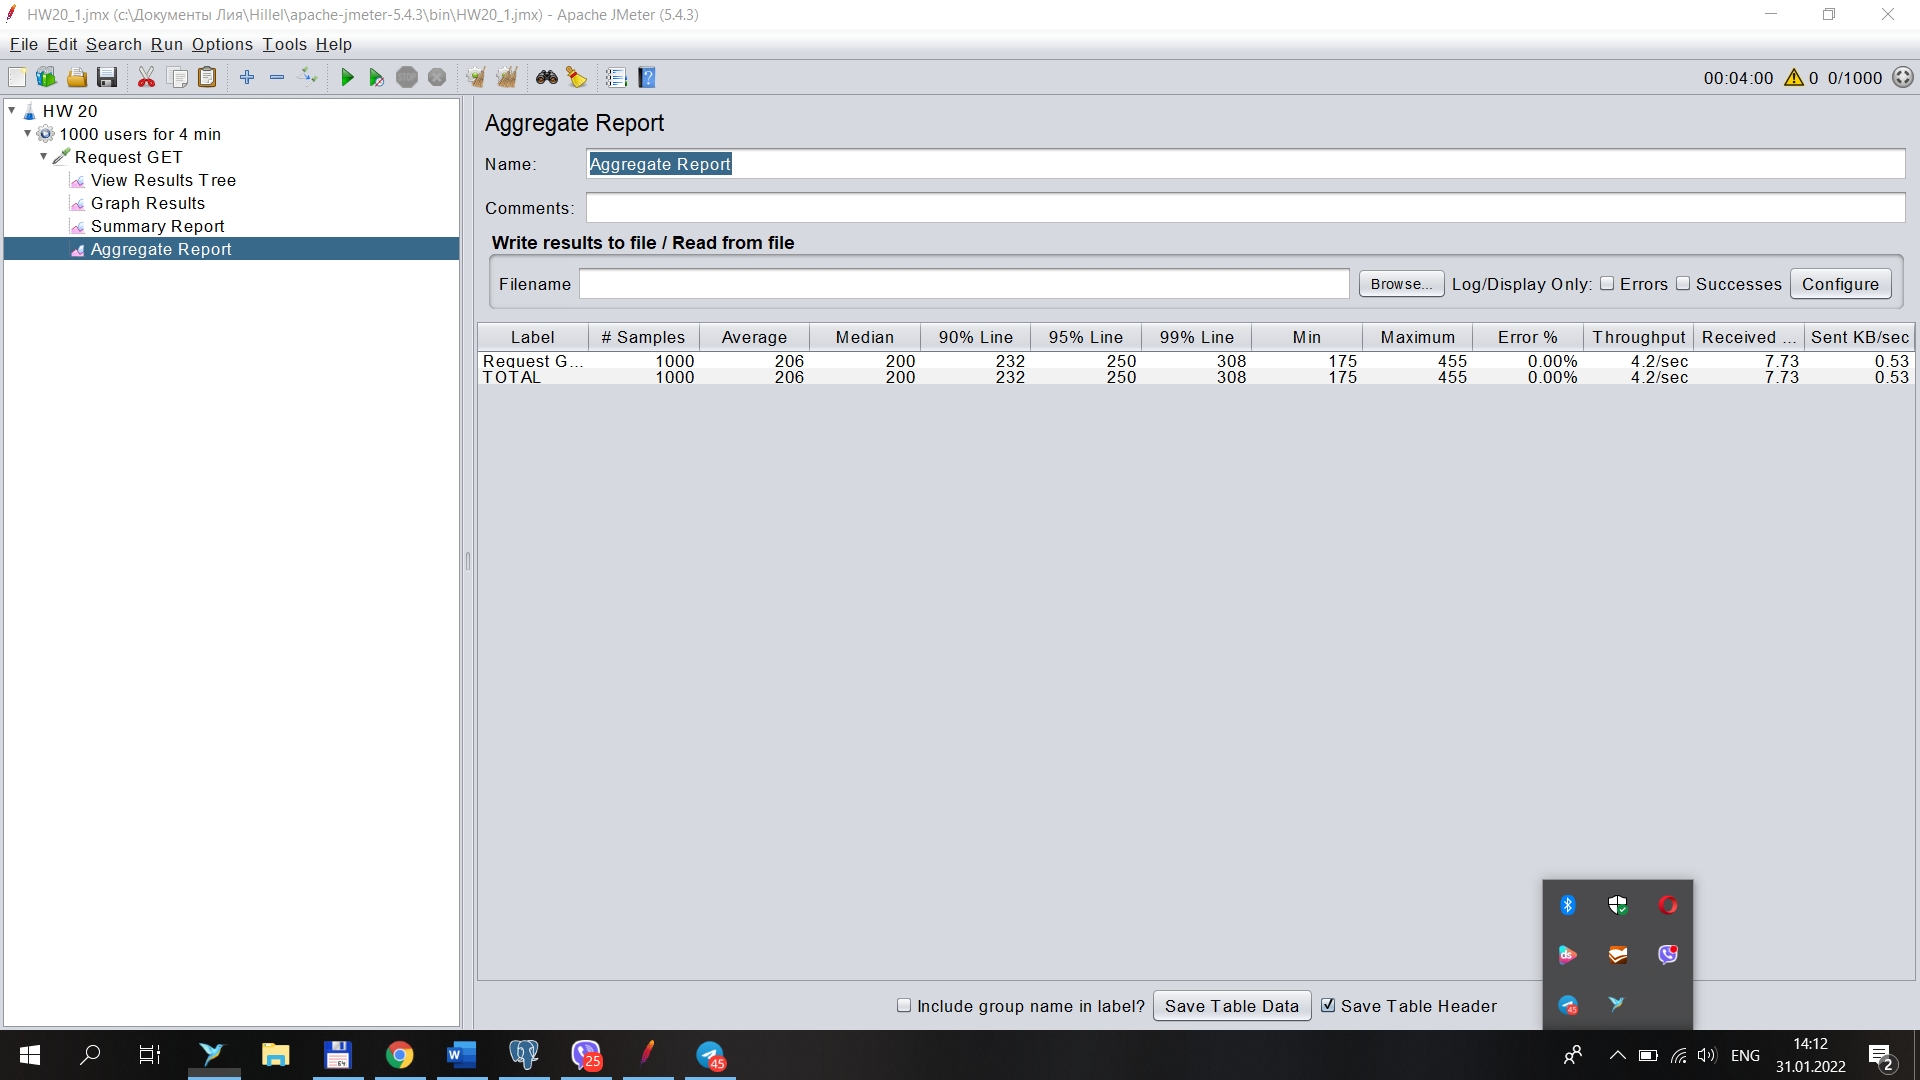 HW20_1.jmx (c:\Документы Лия\Hillel\apache-jmeter-5.4.3\bin\HW20_1.jmx) - Apache JMeter (5.4.3)
File Edit Search Run Options Tools Help
STOP
00:04:00 0 0/1000
HW 20
1000 users for 4 min
Request GET
View Results Tree
Graph Results
Summary Report
Aggregate Report
Aggregate Report
Name: Aggregate Report
Comments:
Write results to file / Read from file
Filename Browse... Log/Display Only: Errors Successes Configure
Label # Samples Average Median 90% Line 95% Line 99% Line Min Maximum Error % Throughput Received ... Sent KB/sec
Request G... 1000 206 200 232 250 308 175 455 0.00% 4.2/sec 7.73 0.53
TOTAL 1000 206 200 232 250 308 175 455 0.00% 4.2/sec 7.73 0.53
ds
45
Include group name in label? Save Table Data Save Table Header
64
W
25
45
ENG
14:12
31.01.2022
2